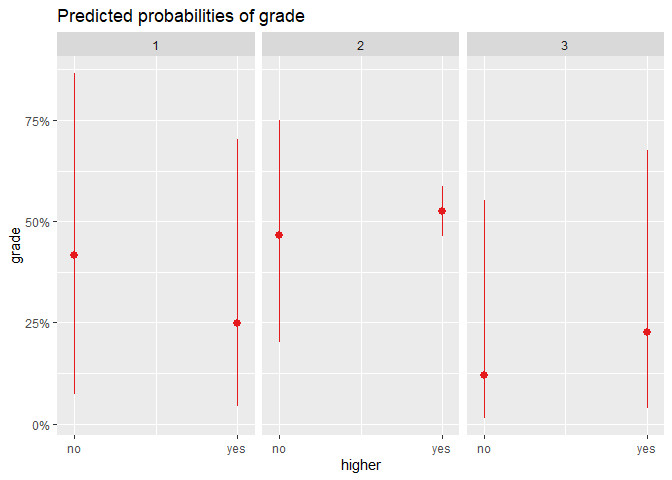 Predicted probabilities of grade
1 2 3
75%
50%
25%
0%
grade
no yes no yes no yes
higher